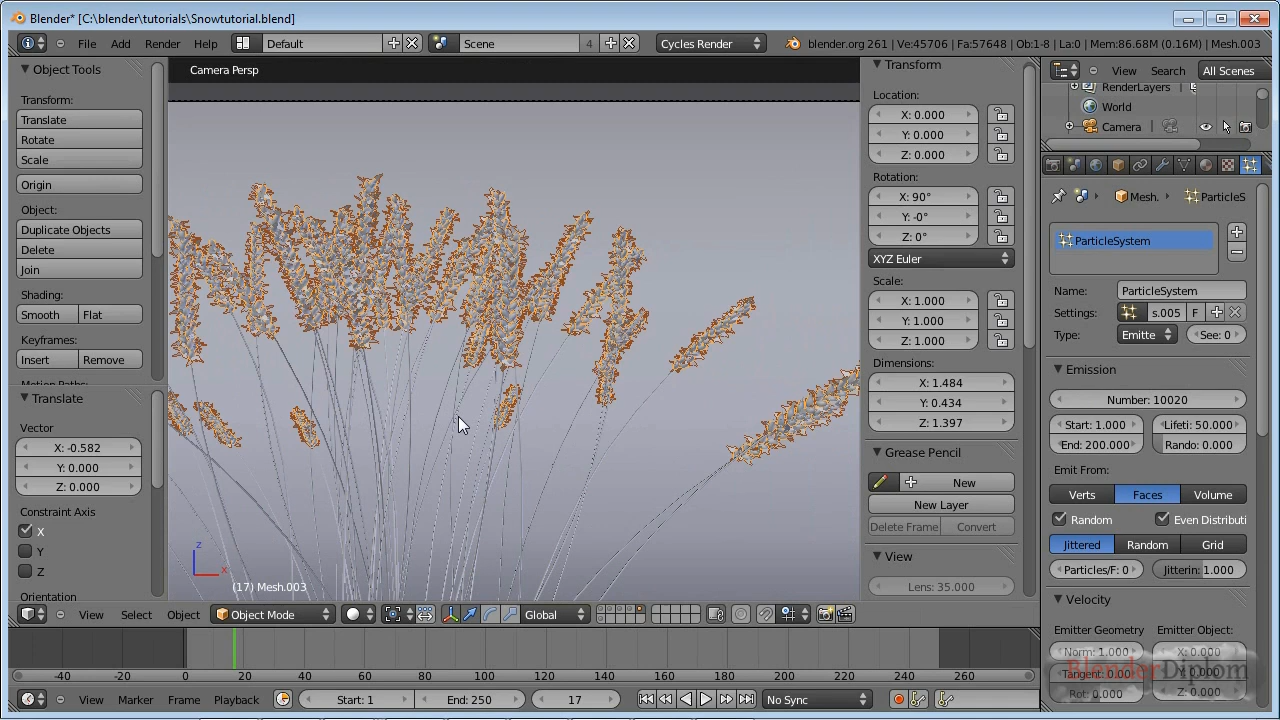 Blender* [C:\blender\tutorials\Snowtutorial.blend]
File Add Render Help Default Scene 4 Cycles Render blender.org 261 | Ve:45706 | Fa:57648 | Ob:1-8 | La:0 | Mem:86.68M (0.16M) | Mesh.003
Object Tools
Transform:
Translate
Rotate
Scale
Origin
Object:
Duplicate Objects
Delete
Join
Shading:
Smooth Flat
Keyframes:
Insert Remove
Motion Paths:
Translate
Vector
X: -0.582
Y: 0.000
Z: 0.000
Constraint Axis
X
Y
Z
Orientation
Camera Persp
z
x
(17) Mesh.003
View Select Object Object Mode Global
Transform
Location:
X: 0.000
Y: 0.000
Z: 0.000
Rotation:
X: 90°
Y: -0°
Z: 0°
XYZ Euler
Scale:
X: 1.000
Y: 1.000
Z: 1.000
Dimensions:
X: 1.484
Y: 0.434
Z: 1.397
Grease Pencil
New
New Layer
Delete Frame Convert
View
Lens: 35.000
View Search All Scenes
RenderLayers
World
Camera
Mesh. ParticleS
ParticleSystem
Name: ParticleSystem
Settings: s.005 F
Type: Emitte See: 0
Emission
Number: 10020
Start: 1.000 Lifeti: 50.000
End: 200.000 Rando: 0.000
Emit From:
Verts Faces Volume
Random Even Distributi
Jittered Random Grid
Particles/F: 0 Jitterin: 1.000
Velocity
Emitter Geometry Emitter Object:
Norm: 1.000 X: 0.000
Tangent: 0.00 Y: 0.000
Rot: 0.000 Z: 0.000
BlenderDiplom
-40 -20 0 20 40 60 80 100 120 140 160 180 200 220 240 260
View Marker Frame Playback Start: 1 End: 250 17 No Sync